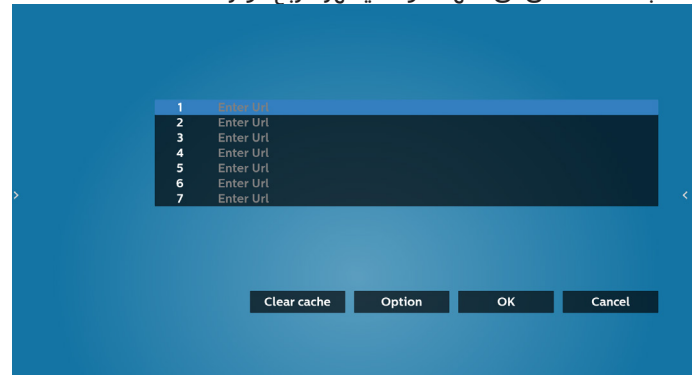 1 Enter Url
2 Enter Url
3 Enter Url
4 Enter Url
5 Enter Url
6 Enter Url
7 Enter Url
Clear cache Option OK Cancel